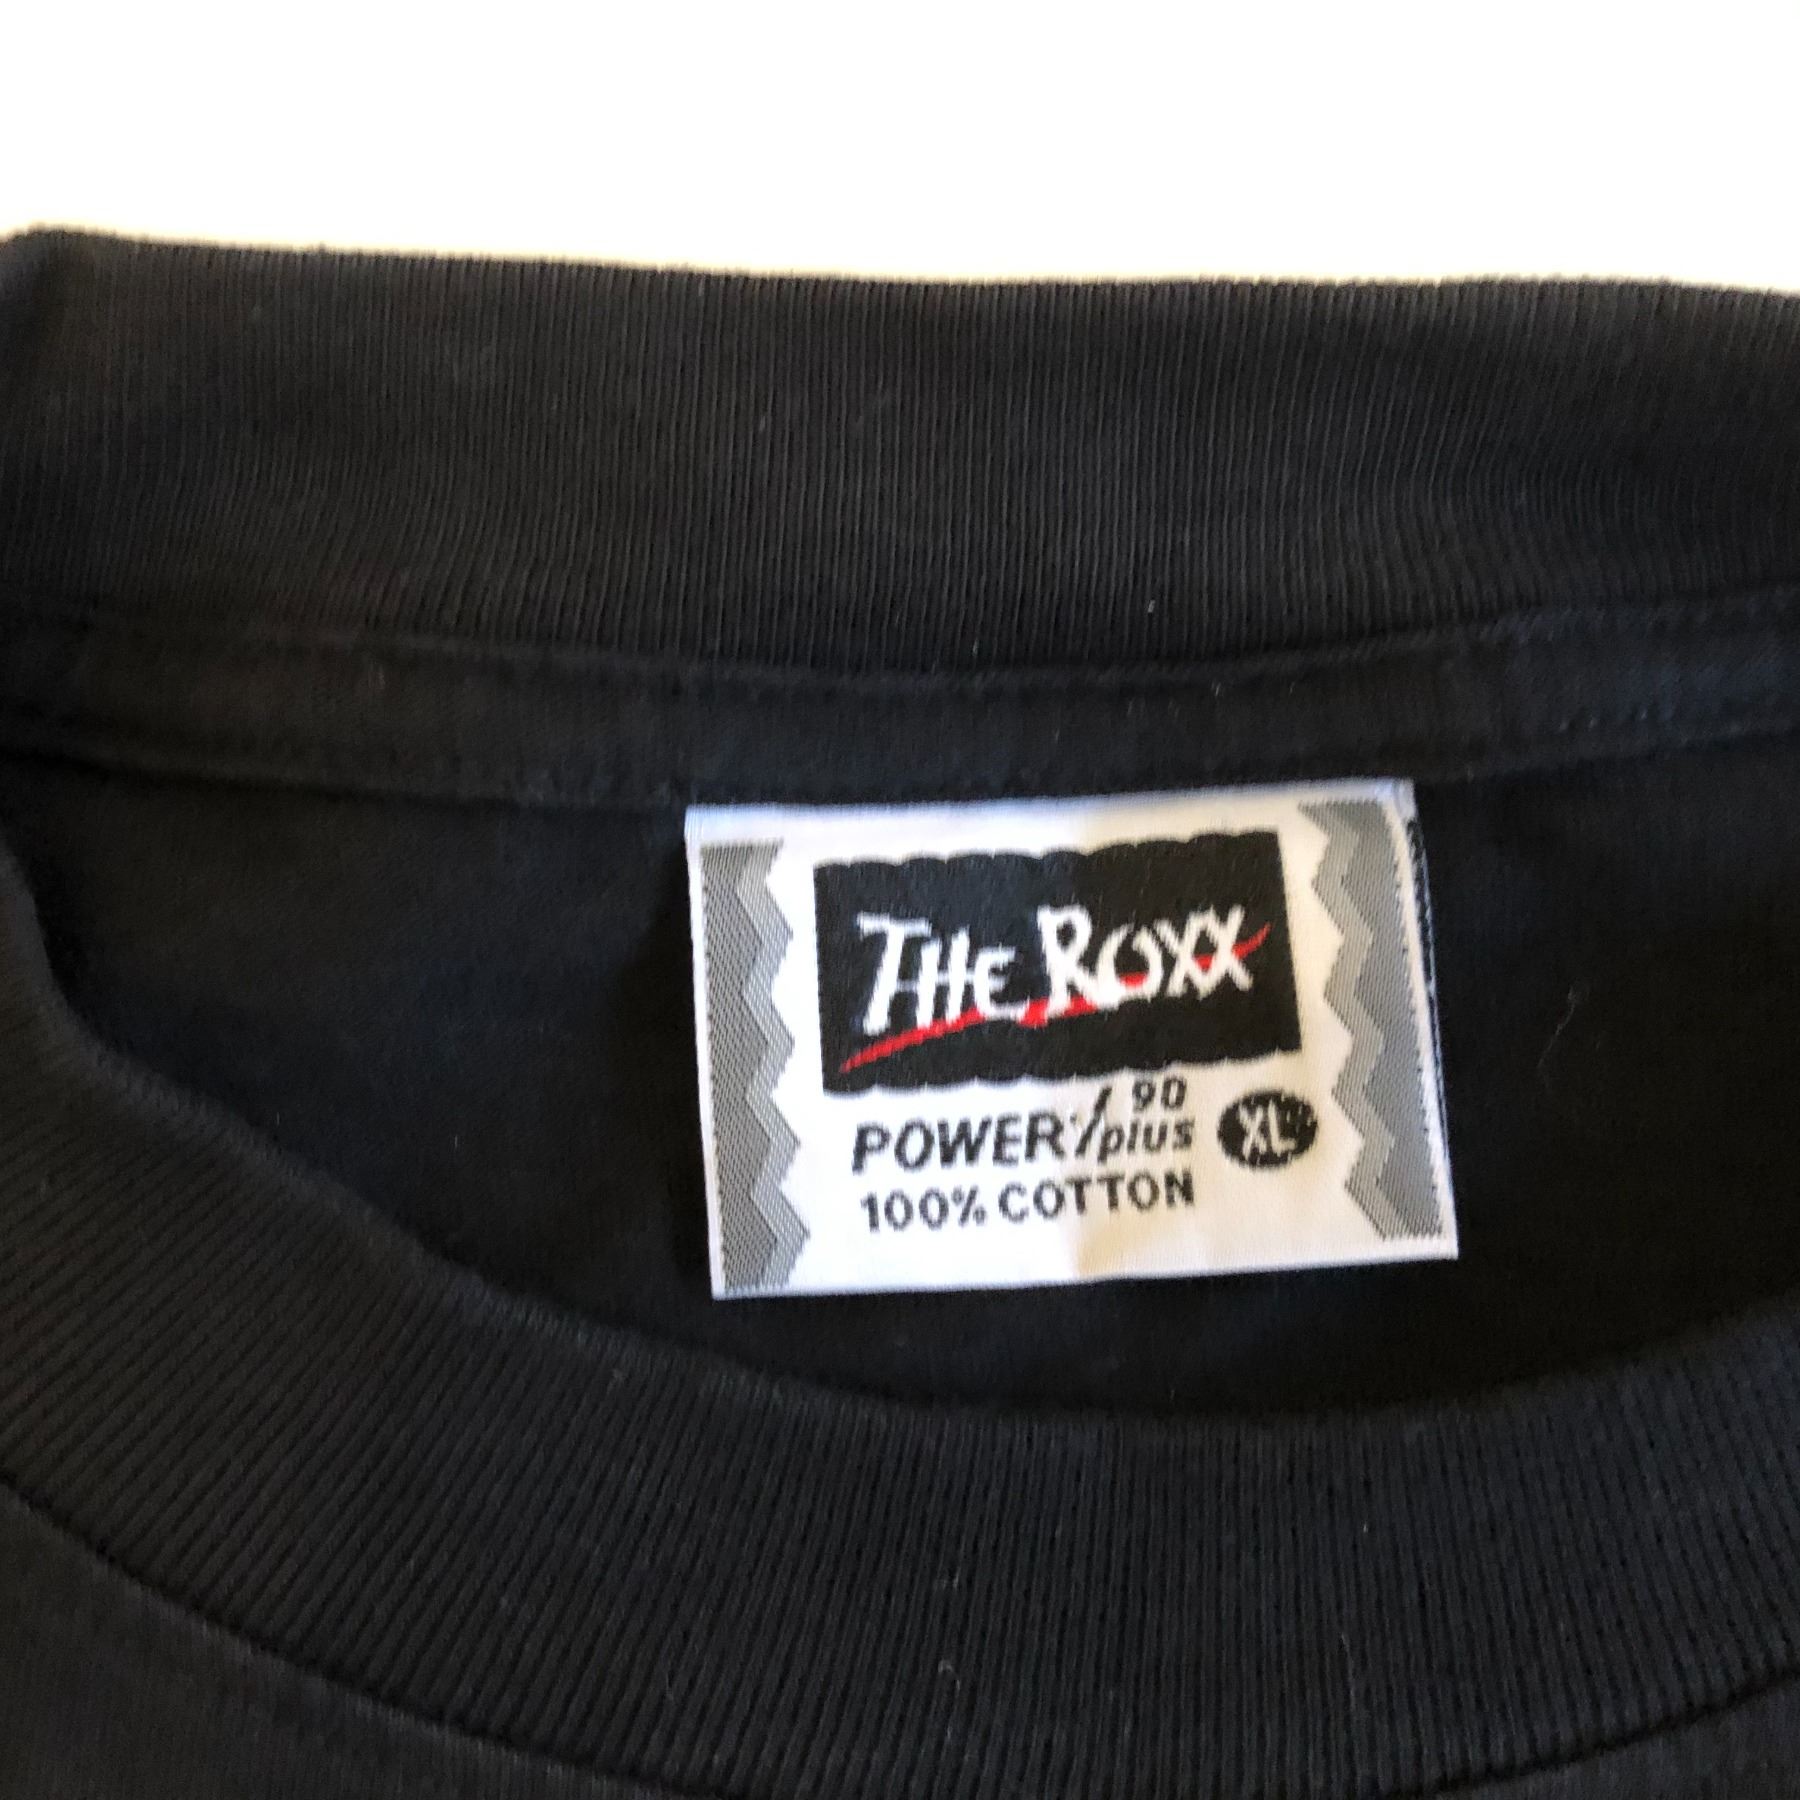 THE ROXX
POWER/90 plus XL
100% COTTON